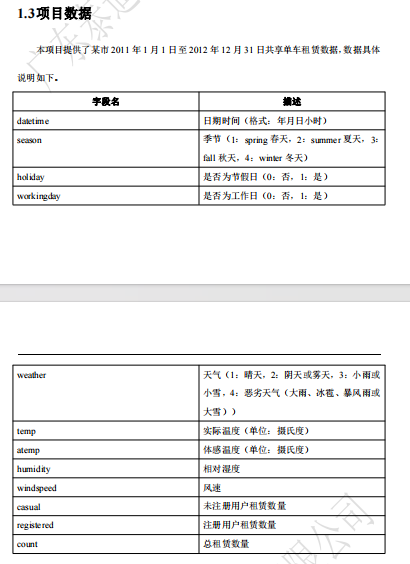 1.3项目数据
本项目提供了某市 2011 年 1 月 1 日至 2012 年 12 月 31 日共享单车租赁数据，数据具体
说明如下。
字段名 描述
datetime 日期时间（格式：年月日小时）
season 季节（1：spring 春天，2：summer 夏天，3：
fall 秋天，4：winter 冬天）
holiday 是否为节假日（0：否，1：是）
workingday 是否为工作日（0：否，1：是）
weather 天气（1：晴天，2：阴天或雾天，3：小雨或
小雪，4：恶劣天气（大雨、冰雹、暴风雨或
大雪））
temp 实际温度（单位：摄氏度）
atemp 体感温度（单位：摄氏度）
humidity 相对湿度
windspeed 风速
casual 未注册用户租赁数量
registered 注册用户租赁数量
count 总租赁数量
广东泰迪
限公司